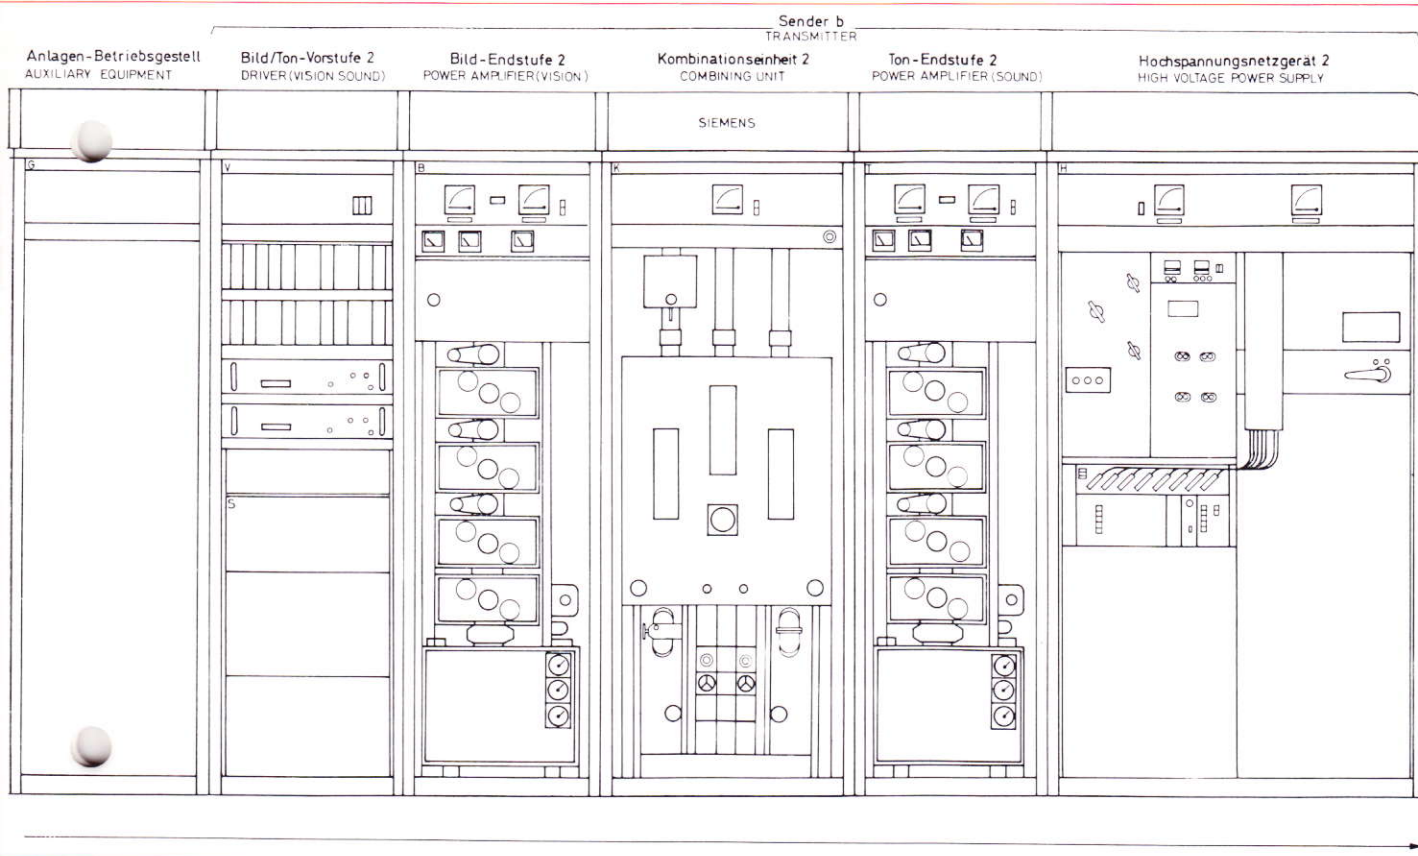 Sender b
TRANSMITTER
Anlagen-Betriebsgestell
AUXILIARY EQUIPMENT
Bild/Ton-Vorstufe 2
DRIVER (VISION SOUND)
Bild-Endstufe 2
POWER AMPLIFIER (VISION)
Kombinationseinheit 2
COMBINING UNIT
Ton-Endstufe 2
POWER AMPLIFIER (SOUND)
Hochspannungsnetzgerät 2
HIGH VOLTAGE POWER SUPPLY
SIEMENS
G
V
B
K
T
H
S